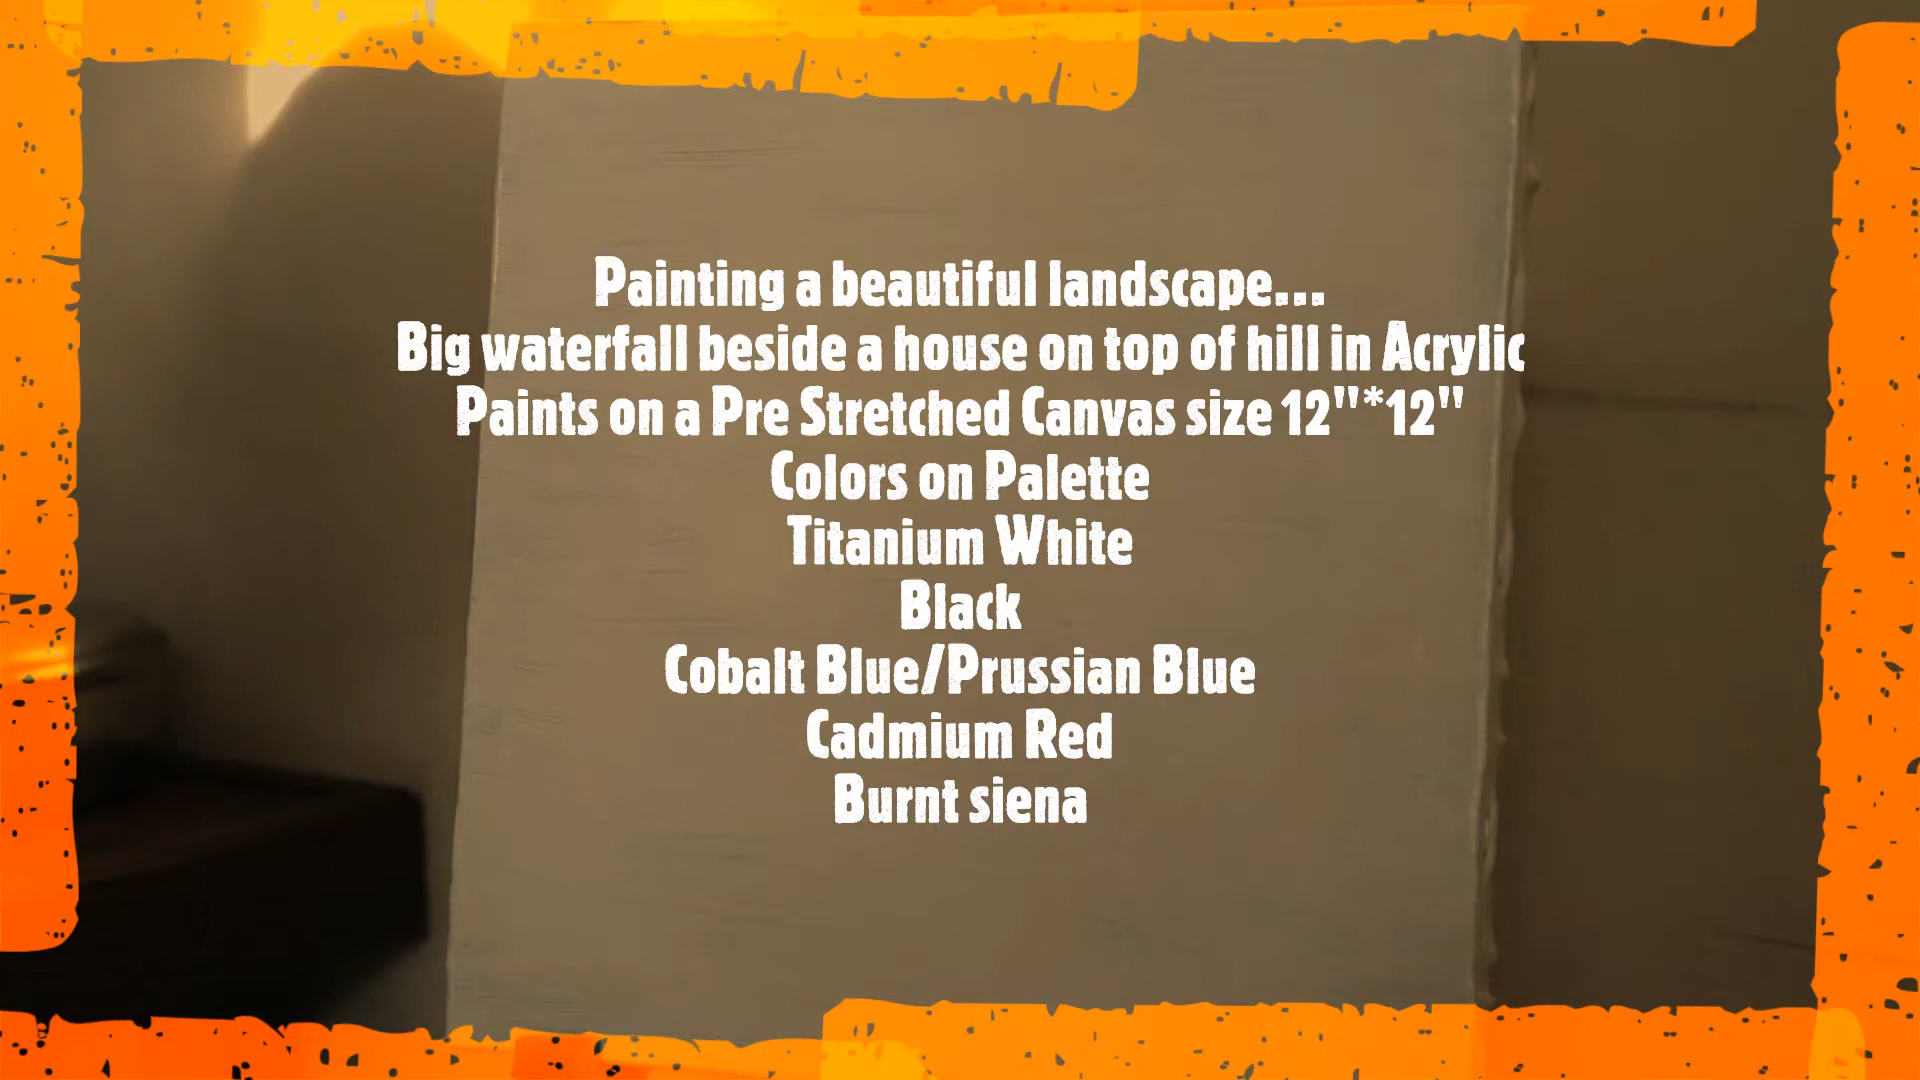 Painting a beautiful landscape...
Big waterfall beside a house on top of hill in Acrylic
Paints on a Pre Stretched Canvas size 12"*12"
Colors on Palette
Titanium White
Black
Cobalt Blue/Prussian Blue
Cadmium Red
Burnt siena